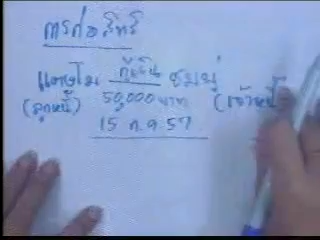 การก่อสิทธิ
แตงโม กู้เงิน ชมพู่
(ลูกหนี้) 50,000 บาท (เจ้าหนี้)
15 ก.ค. 57